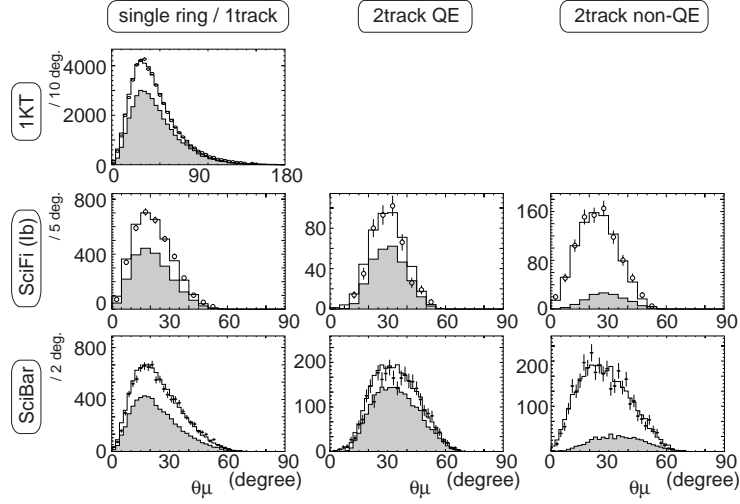 single ring / 1track
2track QE
2track non-QE
1KT
/ 10 deg.
4000
2000
0
0 90 180
SciFi (Ib)
/ 5 deg.
800
400
0
0 30 60 90
80
40
0
0 30 60 90
160
80
0
0 30 60 90
SciBar
/ 2 deg.
800
400
0
0 30 60 90
θμ (degree)
200
100
0
0 30 60 90
θμ (degree)
200
100
0
0 30 60 90
θμ (degree)